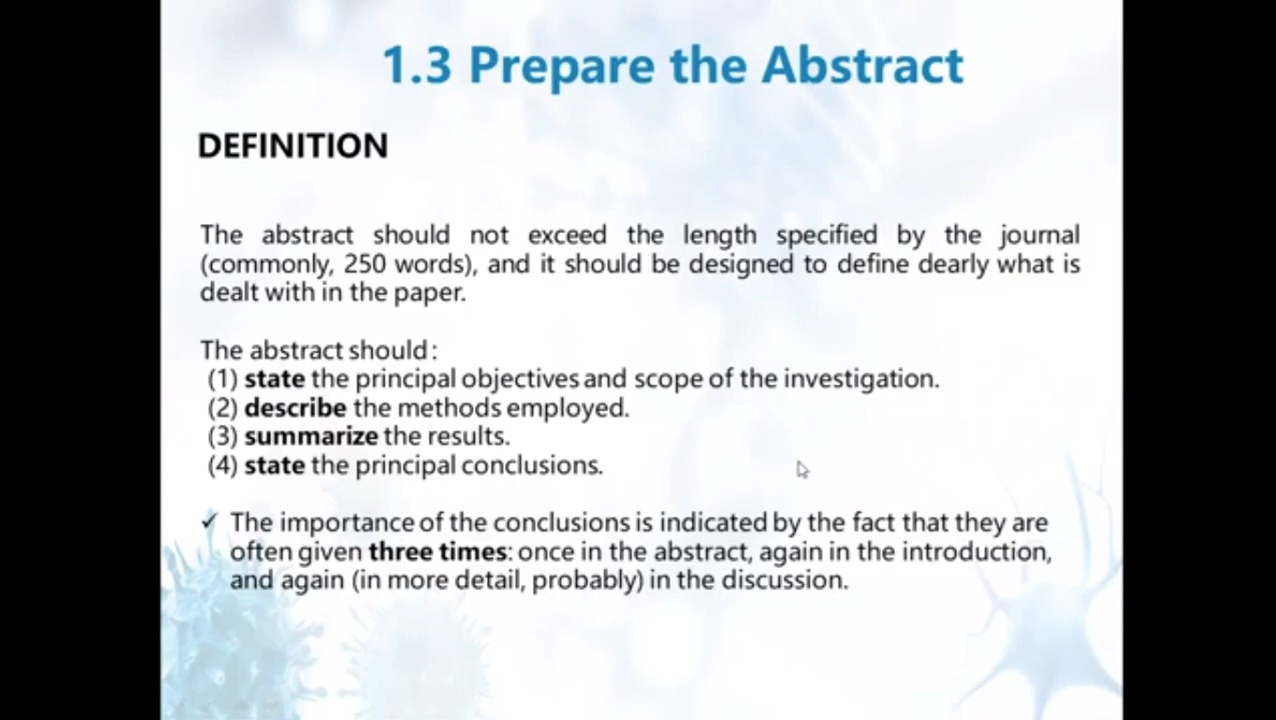 1.3 Prepare the Abstract
DEFINITION
The abstract should not exceed the length specified by the journal
(commonly, 250 words), and it should be designed to define dearly what is
dealt with in the paper.
The abstract should:
(1) state the principal objectives and scope of the investigation.
(2) describe the methods employed.
(3) summarize the results.
(4) state the principal conclusions.
✓ The importance of the conclusions is indicated by the fact that they are
often given three times: once in the abstract, again in the introduction,
and again (in more detail, probably) in the discussion.